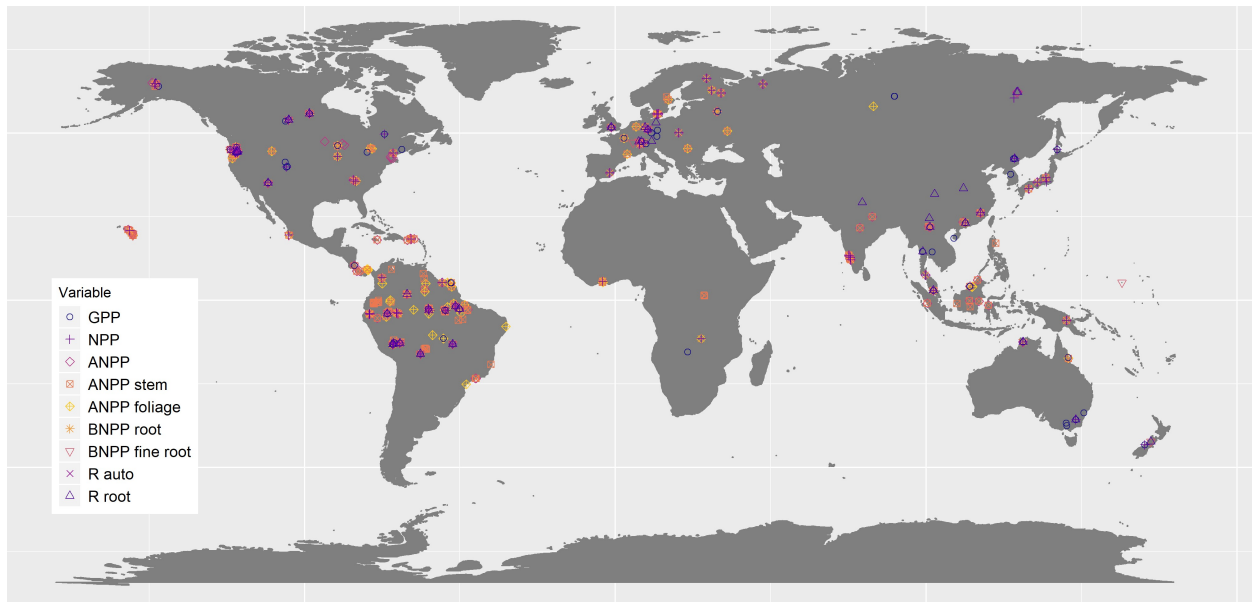 Variable
GPP
NPP
ANPP
ANPP stem
ANPP foliage
BNPP root
BNPP fine root
R auto
R root